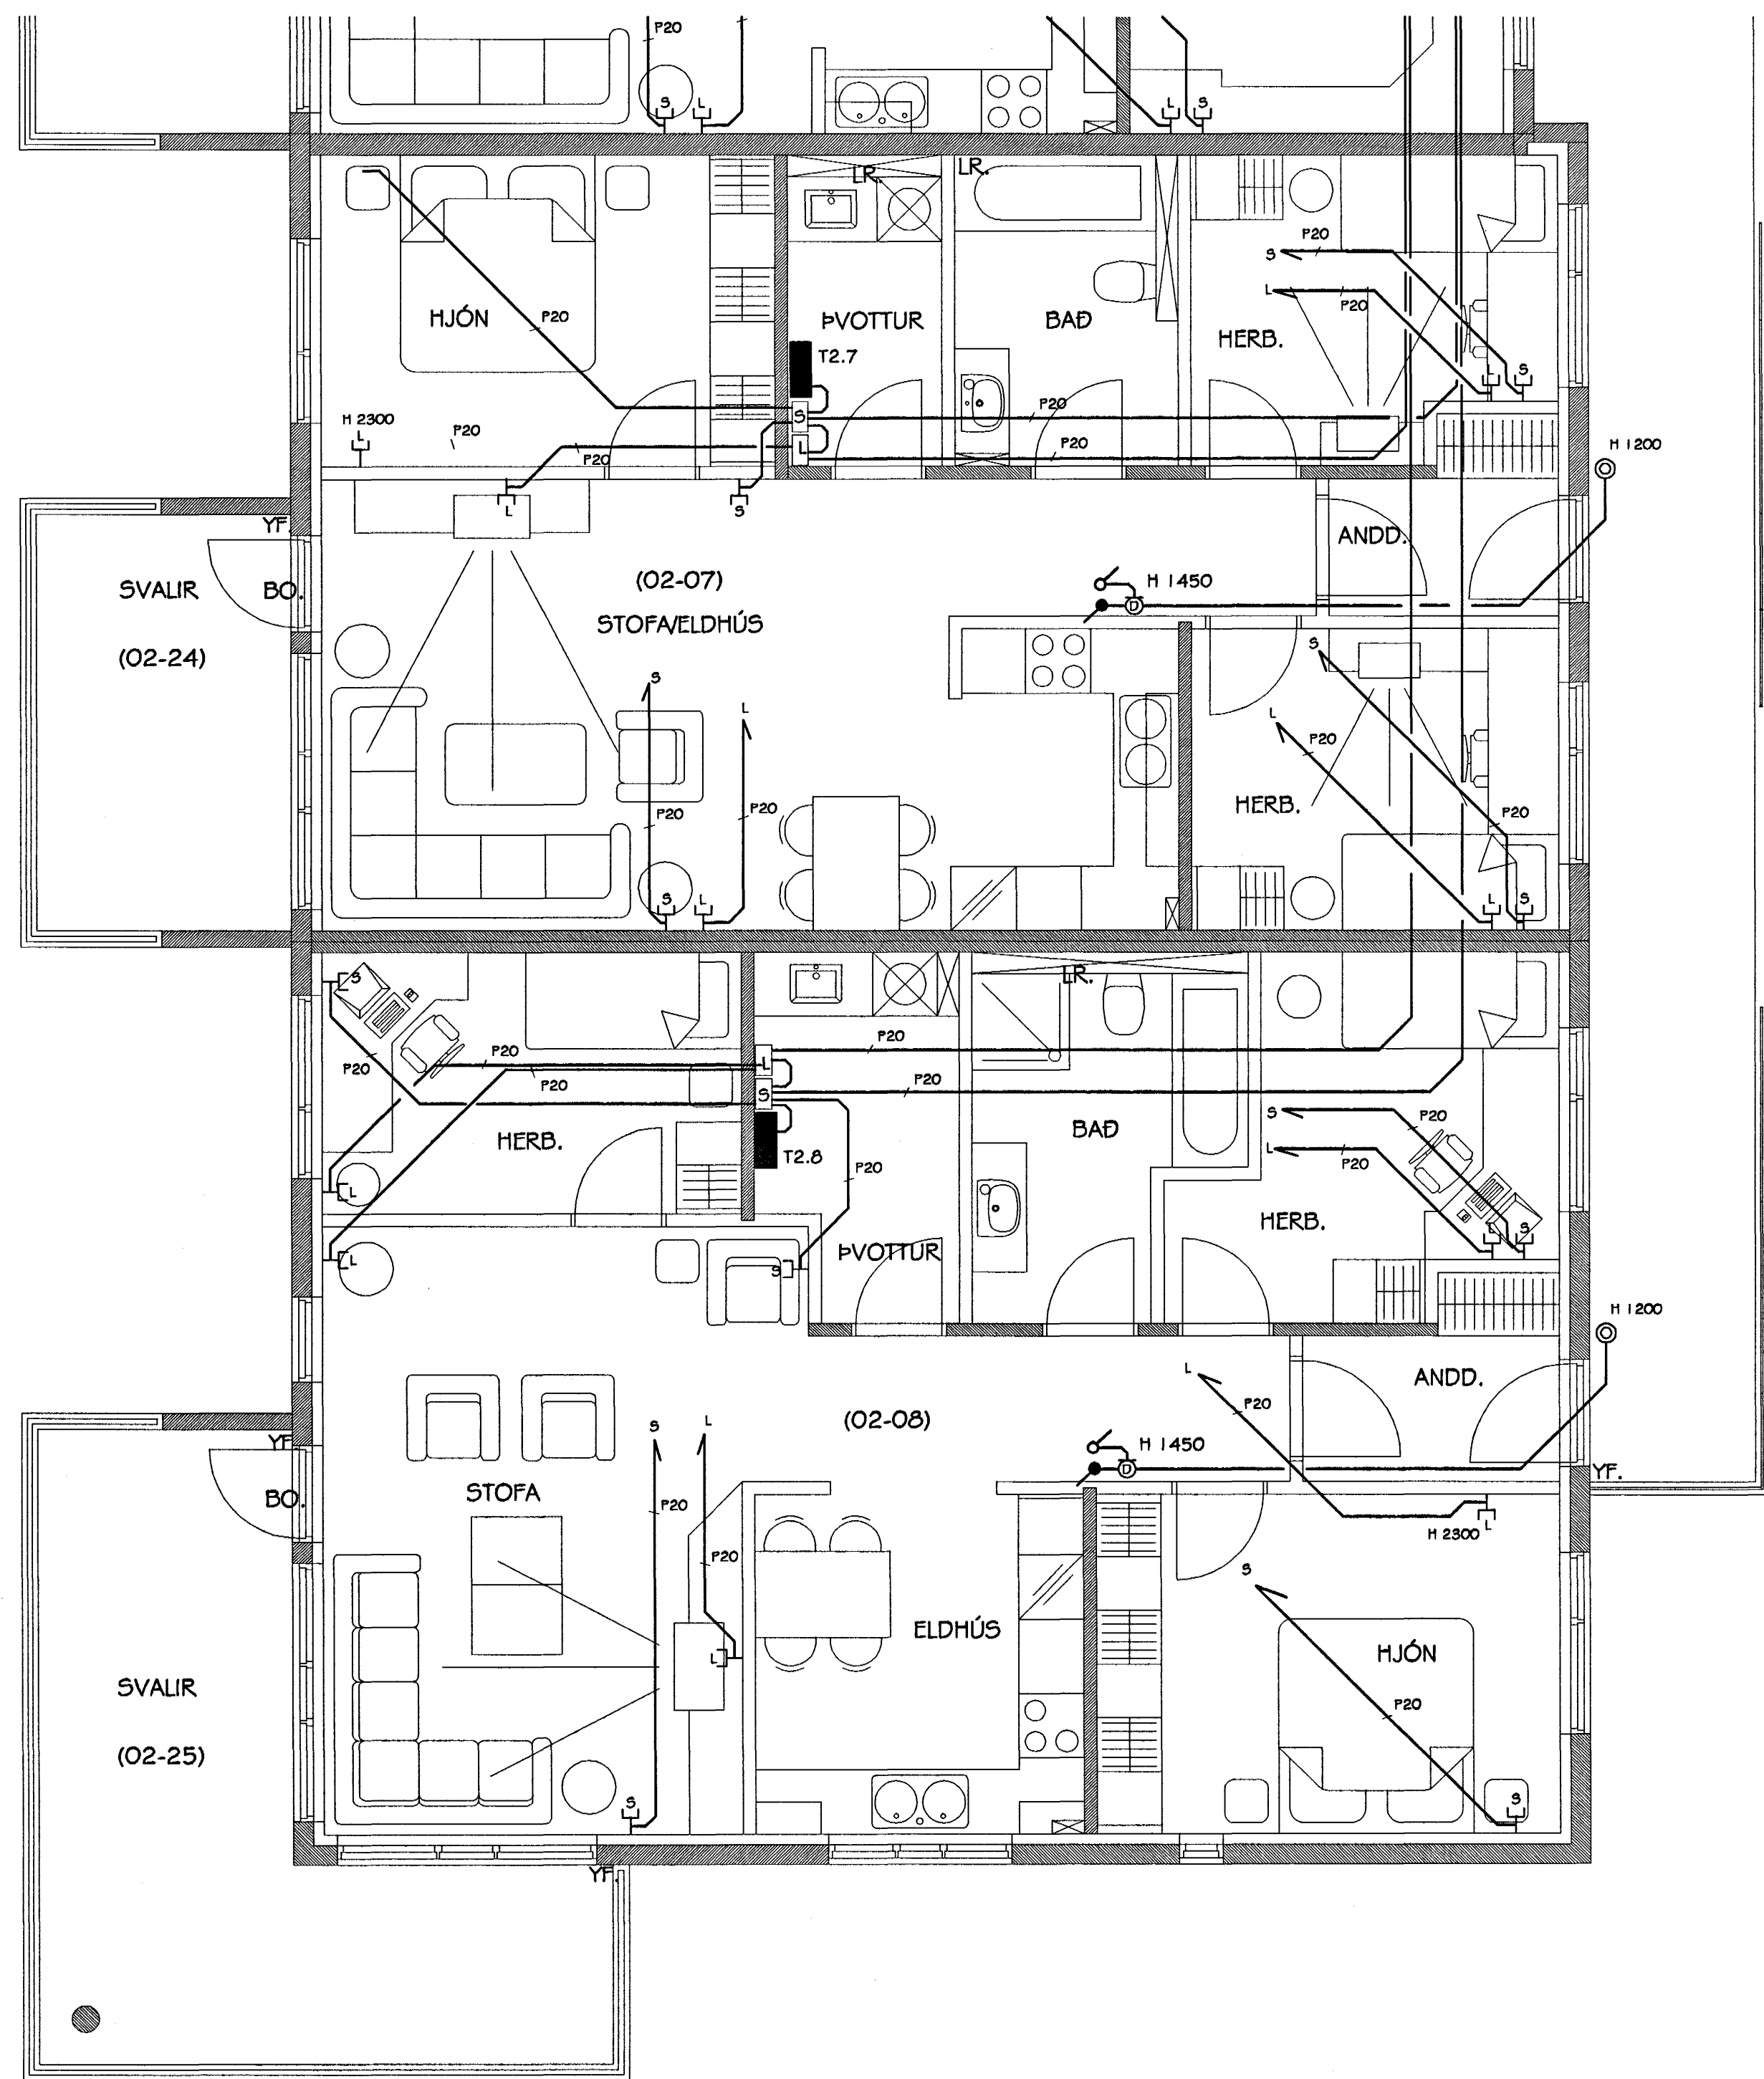 P20
S L
L S
LR. LR.
P20
S
HJÓN P20 ÞVOTTUR BAÐ
L P20
HERB.
T2.7
L S
H 2300
L
P20
P20
S
P20
L
P20
H 1200
YF.
L
S
ANDD.
SVALIR
BO.
(02-07)
H 1450
D
STOFA/ELDHÚS
(02-24)
S
S
L
L
P20
HERB.
P20
P20
P20
S L
L S
S
LR.
P20
P20
P20
L
P20
P20
S
P20
S
P20
HERB.
BAÐ
T2.8
L
P20
P20
L
HERB.
ÞVOTTUR
L
S
L S
H 1200
L
ANDD.
P20
S L
(02-08)
YF.
H 1450
D
YF.
BO.
STOFA
P20
L
H 2300
P20
S
ELDHÚS
L
HJÓN
SVALIR
P20
(02-25)
S
S
YF.